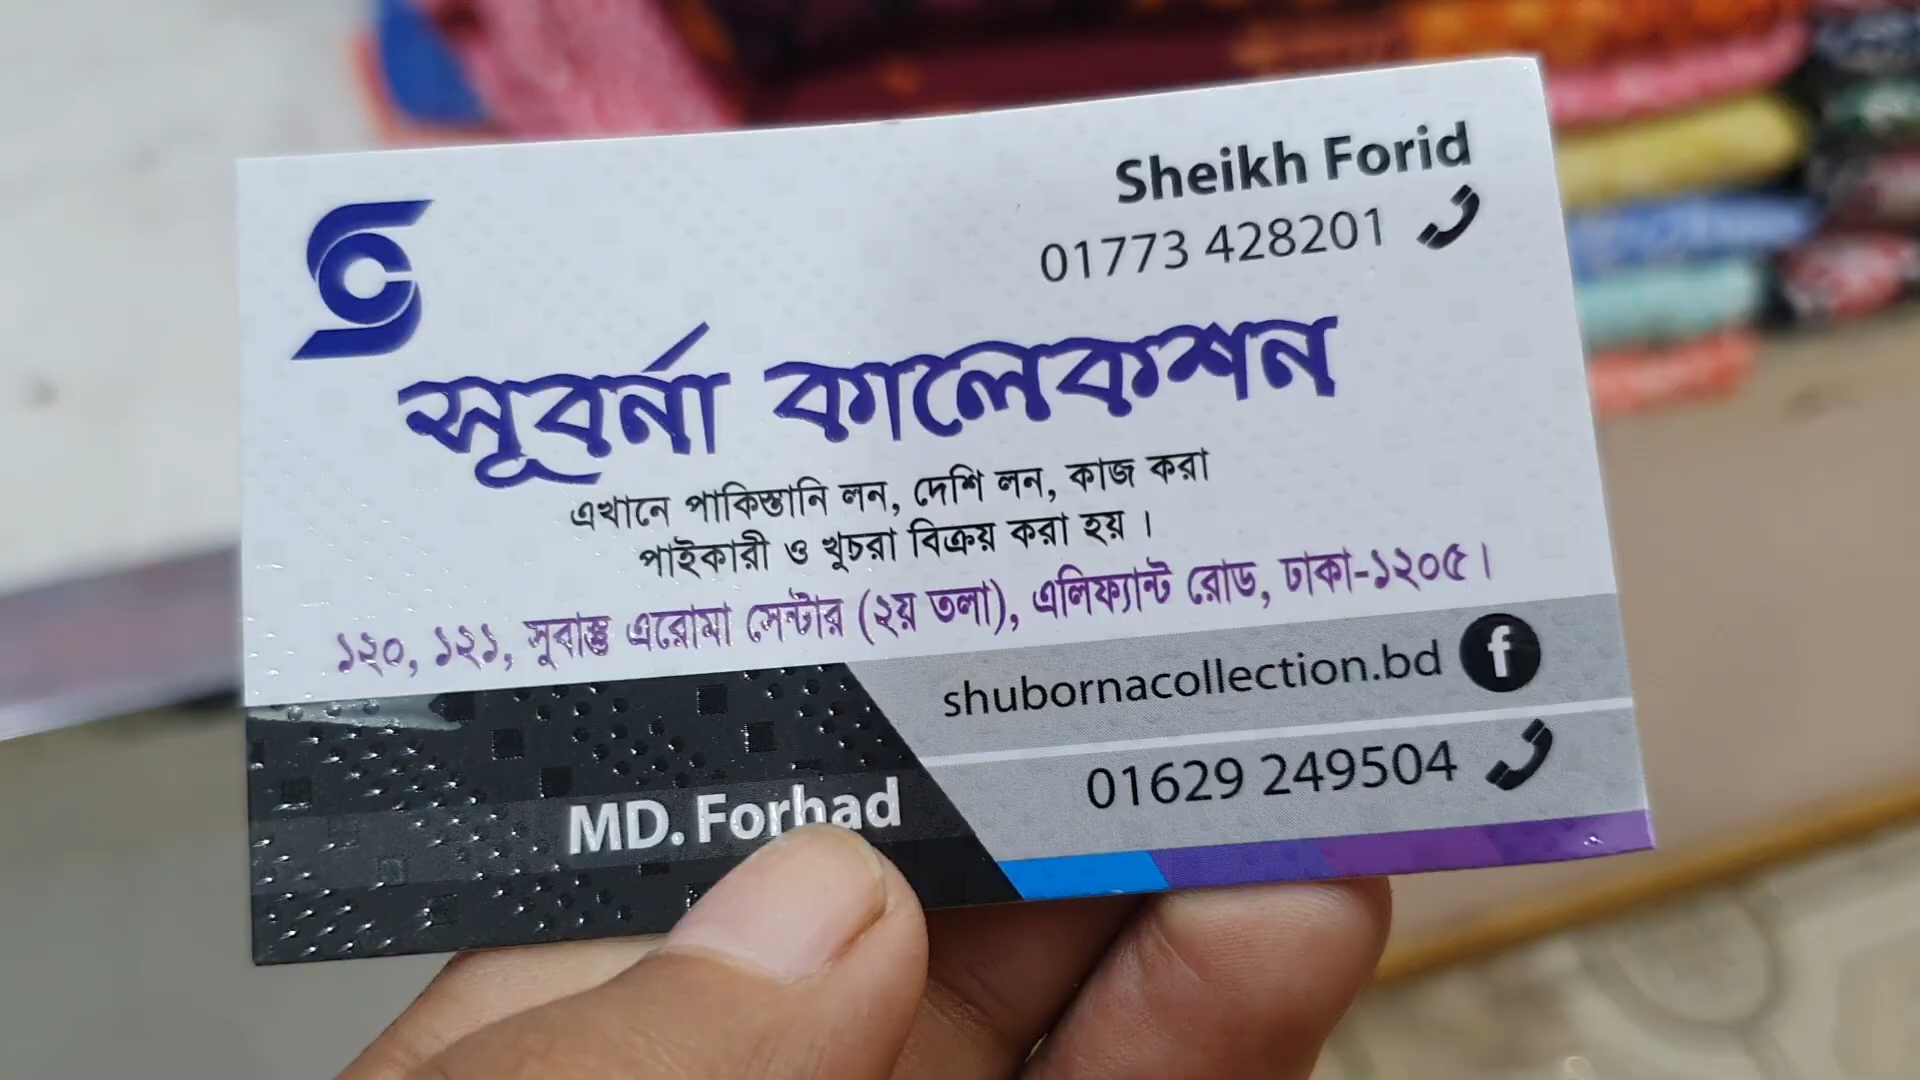 Sheikh Forid
01773 428201
সূবর্না কালেকশন
এখানে পাকিস্তানি লন, দেশি লন, কাজ করা
পাইকারী ও খুচরা বিক্রয় করা হয় ।
১২০, ১২১, সুবাস্তু এরোমা সেন্টার (২য় তলা), এলিফ্যান্ট রোড, ঢাকা-১২০৫ ।
shubornacollection.bd
MD. Forhad
01629 249504